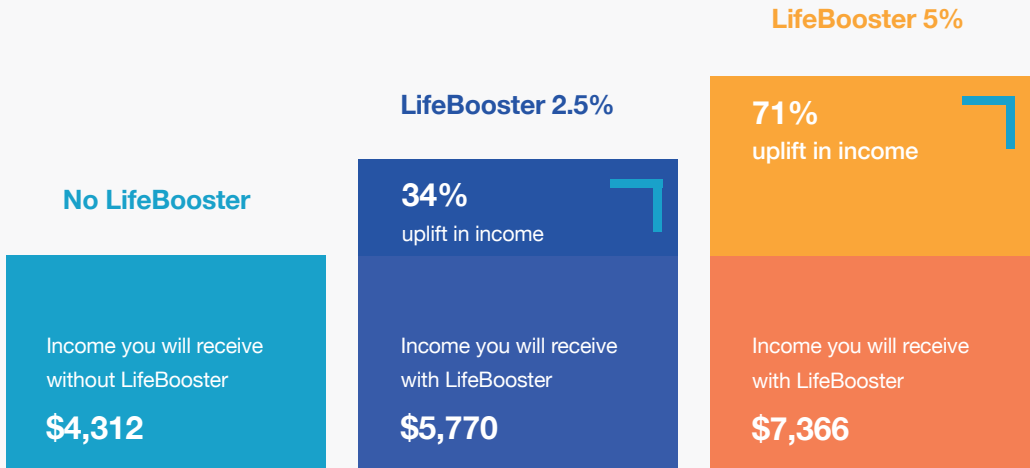 LifeBooster 5%
LifeBooster 2.5%
No LifeBooster
71%
uplift in income
34%
uplift in income
Income you will receive
without LifeBooster
$4,312
Income you will receive
with LifeBooster
$5,770
Income you will receive
with LifeBooster
$7,366